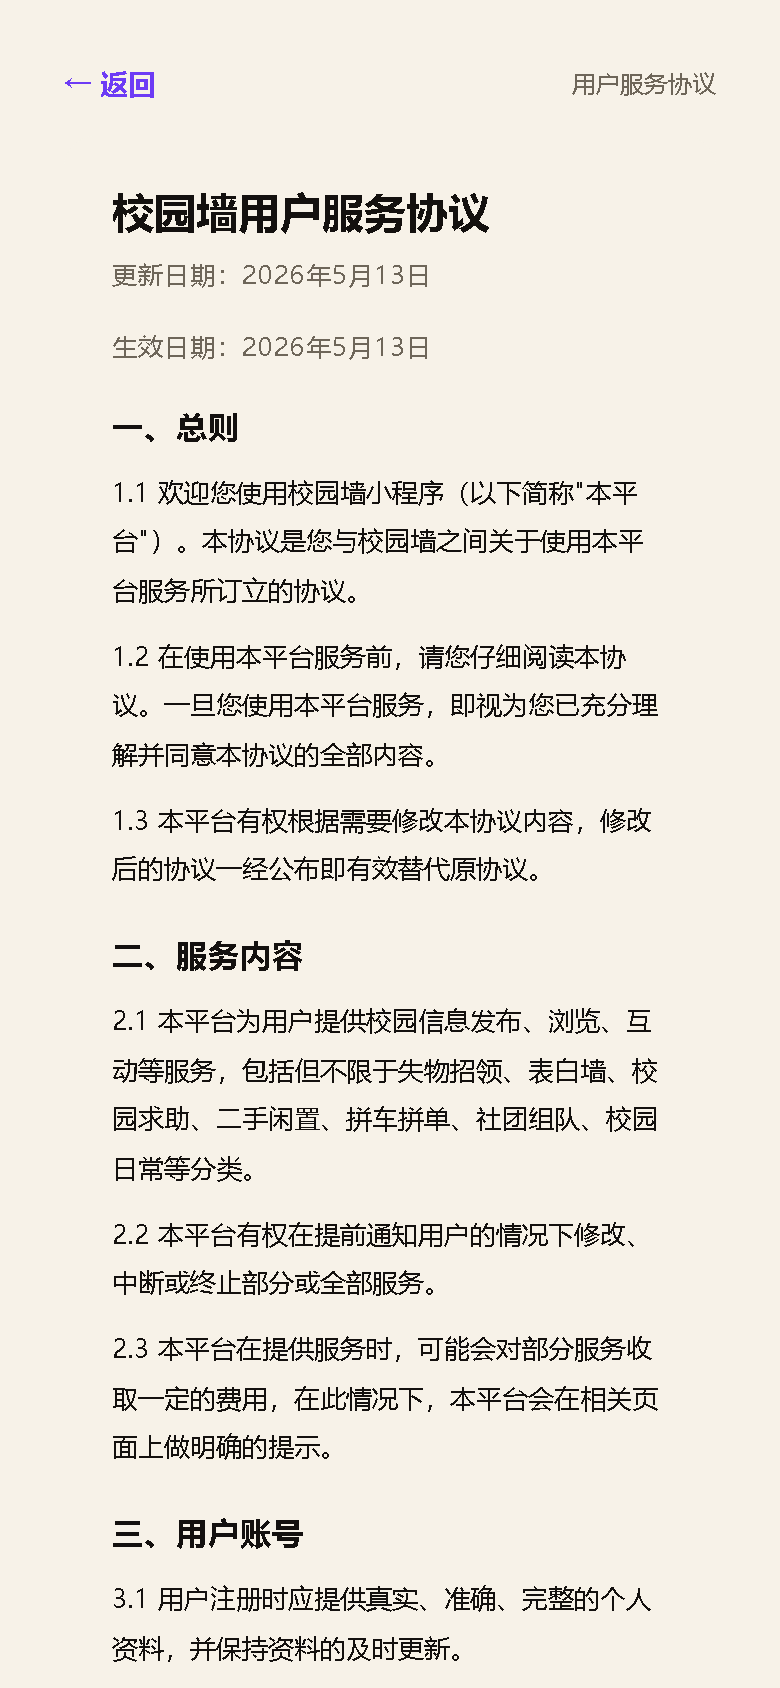 ← 返回
用户服务协议
校园墙用户服务协议
更新日期：2026年5月13日
生效日期：2026年5月13日
一、总则
1.1 欢迎您使用校园墙小程序（以下简称"本平
台"）。本协议是您与校园墙之间关于使用本平
台服务所订立的协议。
1.2 在使用本平台服务前，请您仔细阅读本协
议。一旦您使用本平台服务，即视为您已充分理
解并同意本协议的全部内容。
1.3 本平台有权根据需要修改本协议内容，修改
后的协议一经公布即有效替代原协议。
二、服务内容
2.1 本平台为用户提供校园信息发布、浏览、互
动等服务，包括但不限于失物招领、表白墙、校
园求助、二手闲置、拼车拼单、社团组队、校园
日常等分类。
2.2 本平台有权在提前通知用户的情况下修改、
中断或终止部分或全部服务。
2.3 本平台在提供服务时，可能会对部分服务收
取一定的费用，在此情况下，本平台会在相关页
面上做明确的提示。
三、用户账号
3.1 用户注册时应提供真实、准确、完整的个人
资料，并保持资料的及时更新。